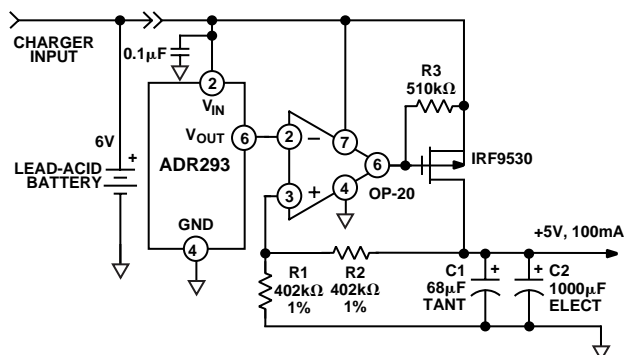 CHARGER
INPUT
0.1μF
R3
510kΩ
2
VIN
VOUT
6
2
−
7
6
IRF9530
6V
+
ADR293
LEAD-ACID
BATTERY
3
+
4
OP-20
GND
4
+5V, 100mA
R1
402kΩ
1%
R2
402kΩ
1%
C1
68μF
TANT
+
+
C2
1000μF
ELECT